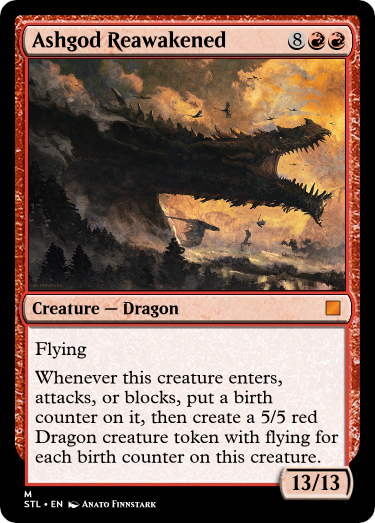 Ashgod Reawakened 8
Creature — Dragon
Flying
Whenever this creature enters,
attacks, or blocks, put a birth
counter on it, then create a 5/5 red
Dragon creature token with flying for
each birth counter on this creature.
13/13
M
STL • EN Anato Finnstark